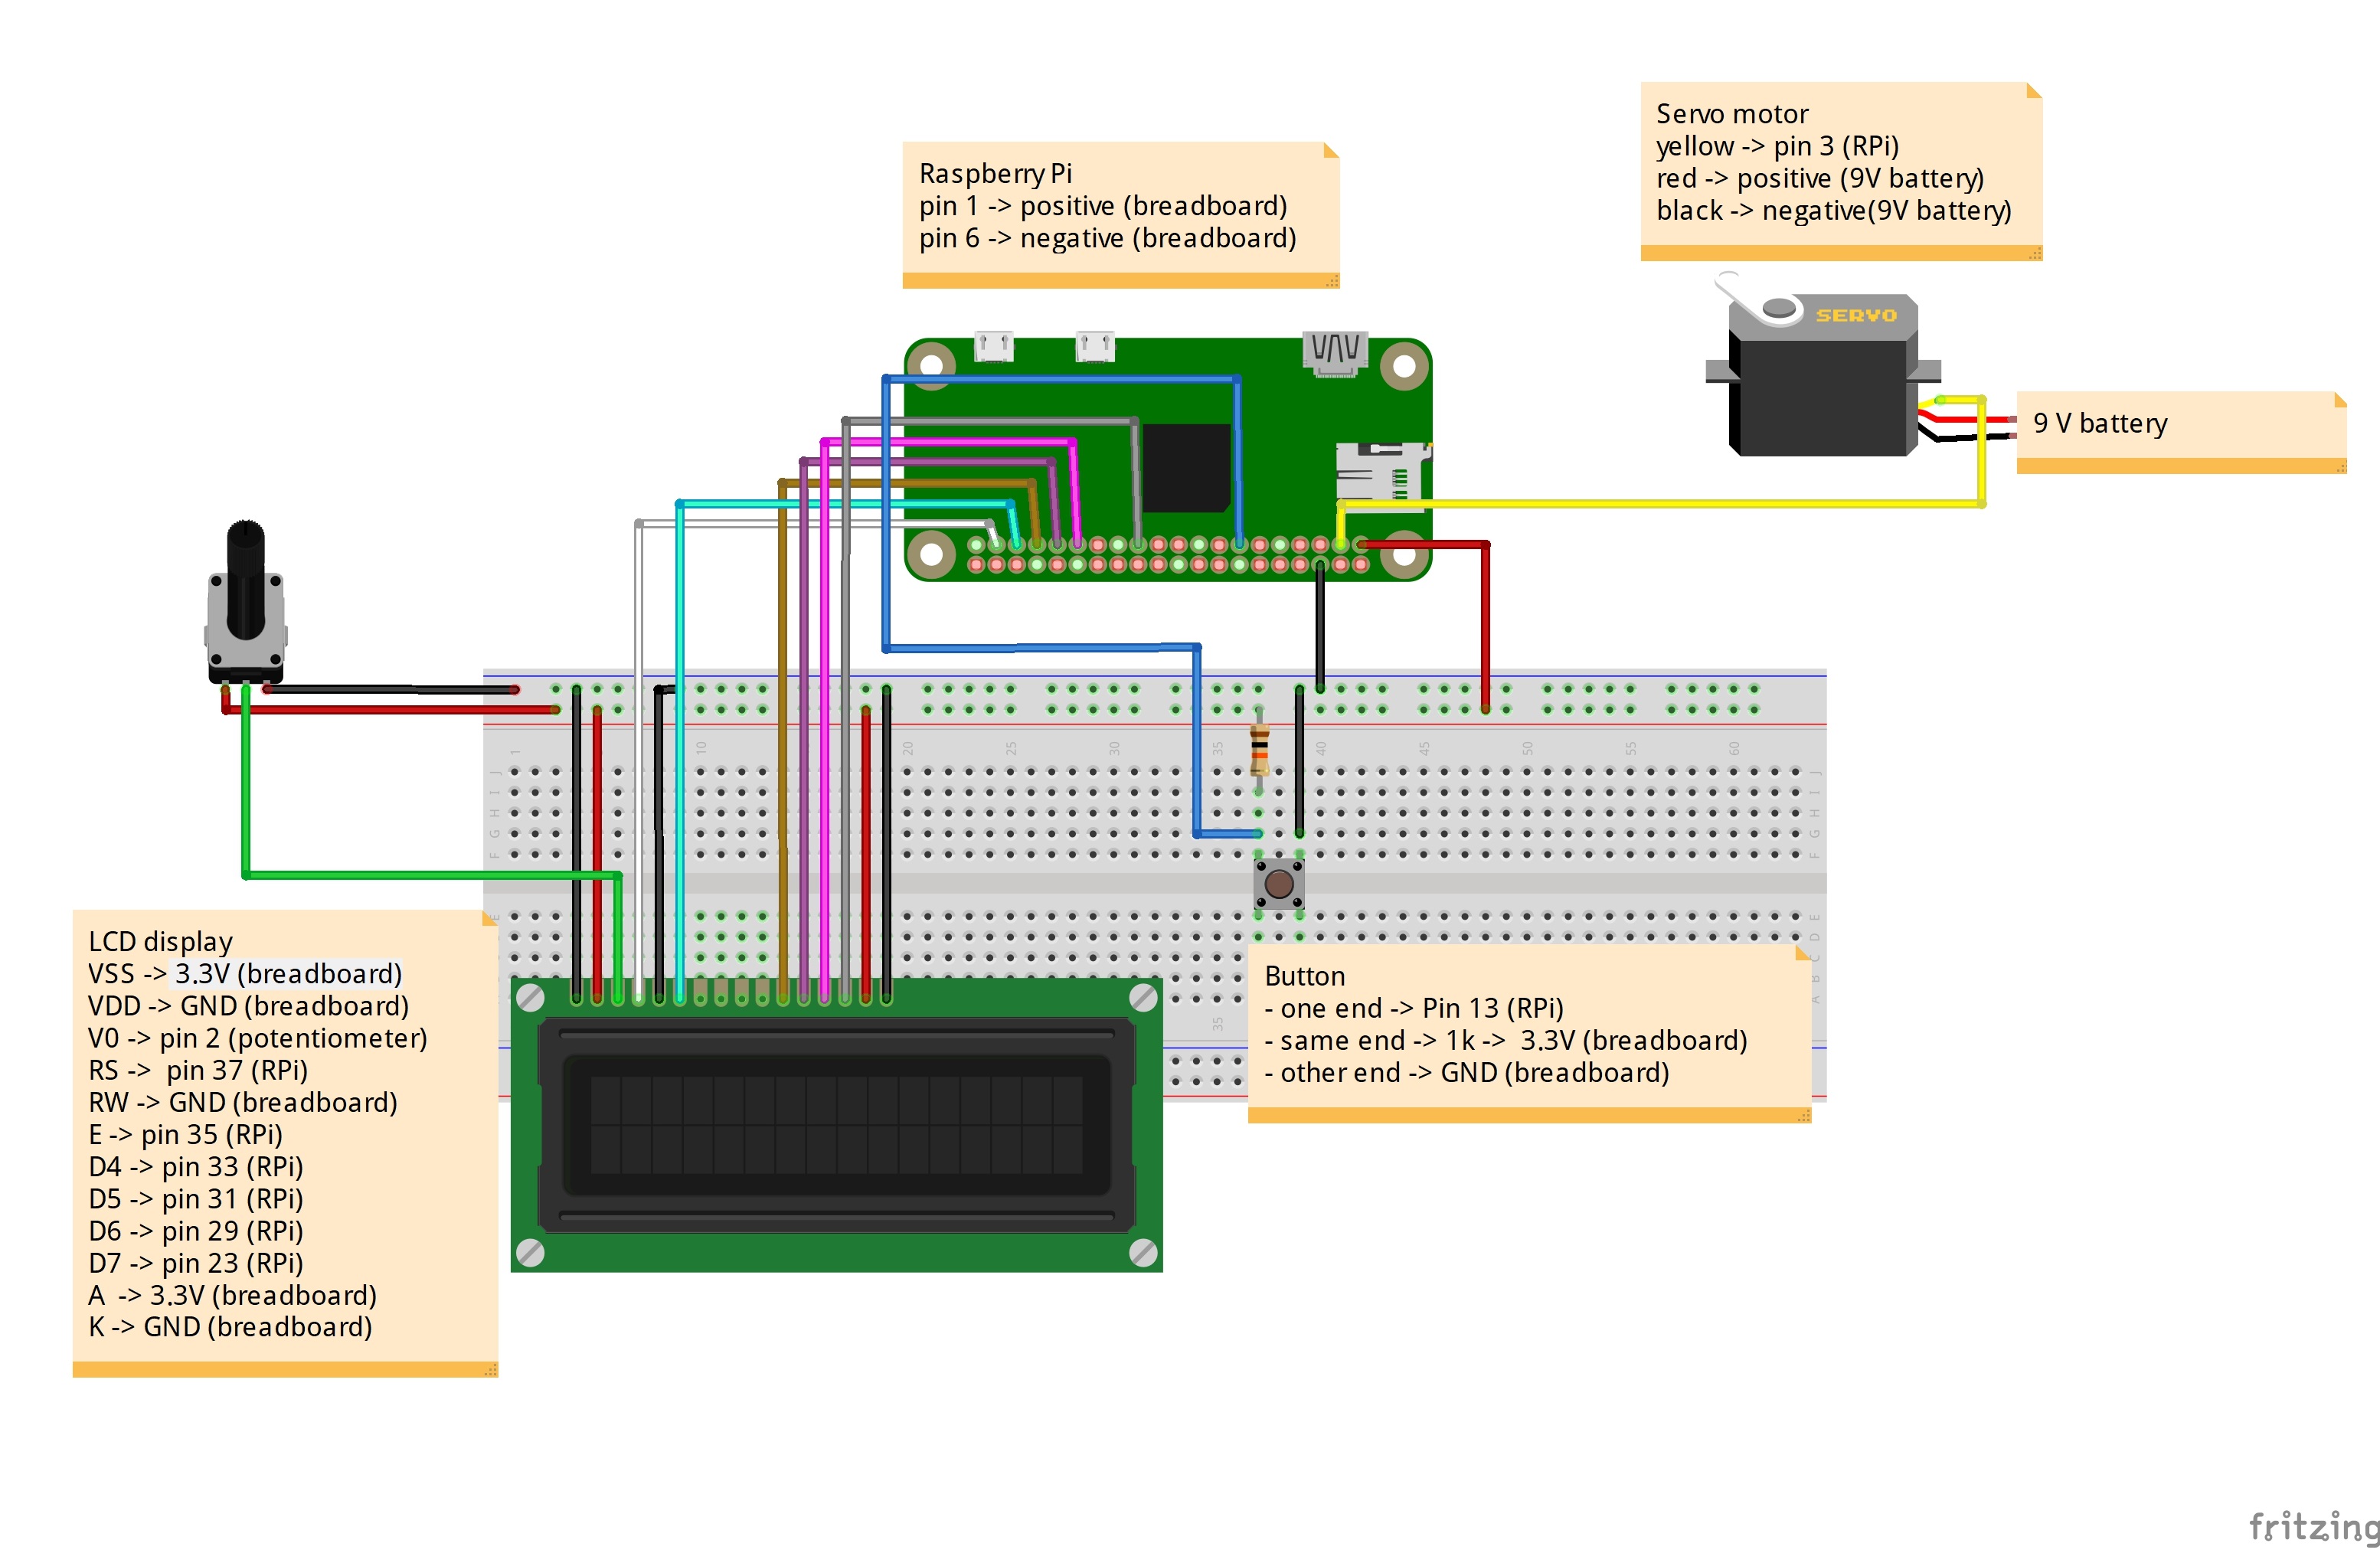 Servo motor
yellow -> pin 3 (RPi)
red -> positive (9V battery)
black -> negative(9V battery)
Raspberry Pi
pin 1 -> positive (breadboard)
pin 6 -> negative (breadboard)
SERVO
9 V battery
1 10 20 25 30 35 40 45 50 55 60
J J
I I
H H
G G
F F
E E
D
C
B
A
35
LCD display
VSS -> 3.3V (breadboard)
VDD -> GND (breadboard)
V0 -> pin 2 (potentiometer)
RS ->  pin 37 (RPi)
RW -> GND (breadboard)
E -> pin 35 (RPi)
D4 -> pin 33 (RPi)
D5 -> pin 31 (RPi)
D6 -> pin 29 (RPi)
D7 -> pin 23 (RPi)
A  -> 3.3V (breadboard)
K -> GND (breadboard)
Button
- one end -> Pin 13 (RPi)
- same end -> 1k ->  3.3V (breadboard)
- other end -> GND (breadboard)
fritzing